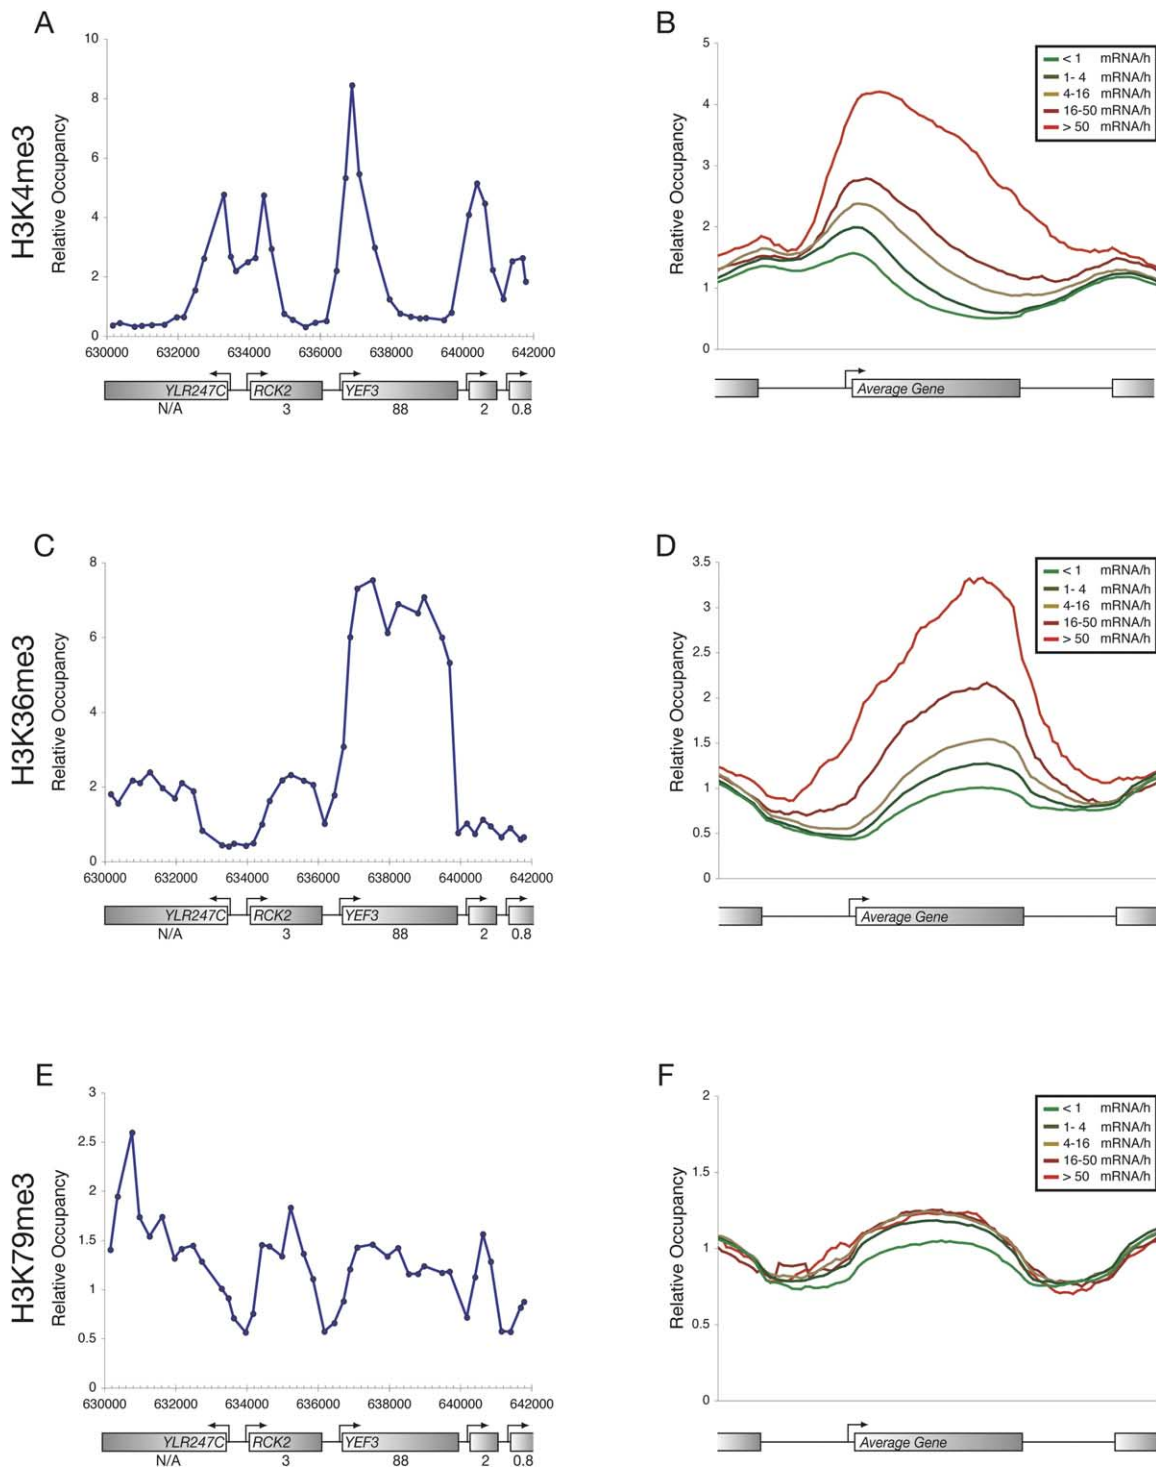 A
H3K4me3
Relative Occupancy
10
8
6
4
2
0
630000 632000 634000 636000 638000 640000 642000
YLR247C RCK2 YEF3
N/A 3 88 2 0.8
B
Relative Occupancy
5
4
3
2
1
0
< 1 mRNA/h
1- 4 mRNA/h
4-16 mRNA/h
16-50 mRNA/h
> 50 mRNA/h
Average Gene
C
H3K36me3
Relative Occupancy
8
6
4
2
0
630000 632000 634000 636000 638000 640000 642000
YLR247C RCK2 YEF3
N/A 3 88 2 0.8
D
Relative Occupancy
3.5
3
2.5
2
1.5
1
0.5
0
< 1 mRNA/h
1- 4 mRNA/h
4-16 mRNA/h
16-50 mRNA/h
> 50 mRNA/h
Average Gene
E
H3K79me3
Relative Occupancy
3
2.5
2
1.5
1
0.5
0
630000 632000 634000 636000 638000 640000 642000
YLR247C RCK2 YEF3
N/A 3 88 2 0.8
F
Relative Occupancy
2
1.5
1
0.5
0
< 1 mRNA/h
1- 4 mRNA/h
4-16 mRNA/h
16-50 mRNA/h
> 50 mRNA/h
Average Gene